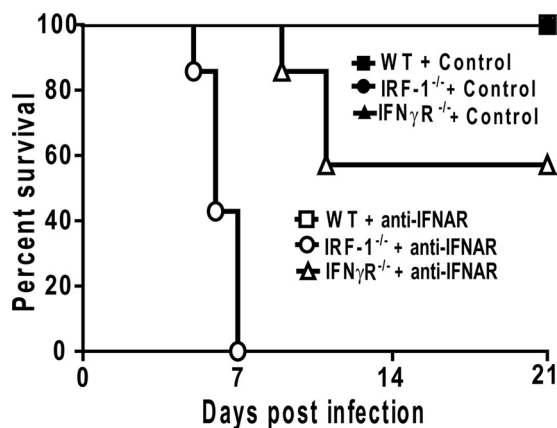 100
80
60
40
20
0
Percent survival
WT + Control
IRF-1-/- + Control
IFNγR-/- + Control
WT + anti-IFNAR
IRF-1-/- + anti-IFNAR
IFNγR-/- + anti-IFNAR
0 7 14 21
Days post infection